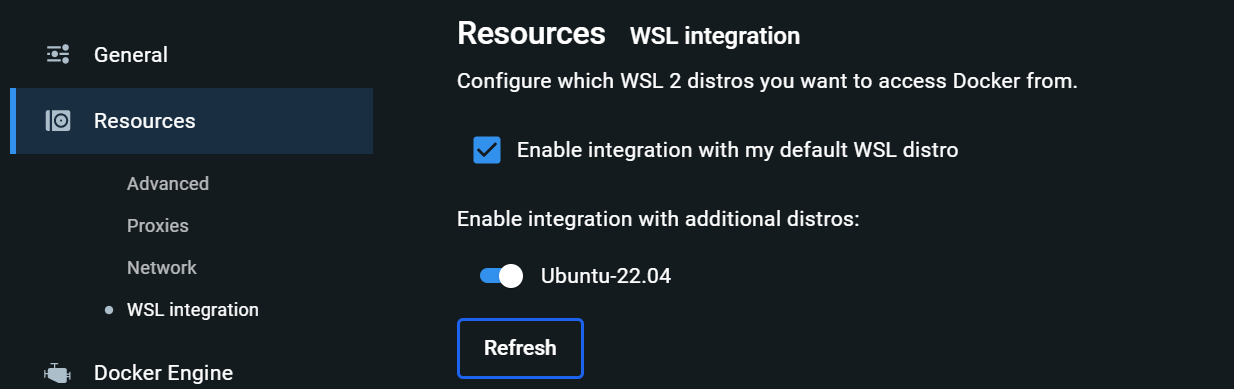 General
Resources
Advanced
Proxies
Network
WSL integration
Docker Engine
Resources WSL integration
Configure which WSL 2 distros you want to access Docker from.
Enable integration with my default WSL distro
Enable integration with additional distros:
Ubuntu-22.04
Refresh